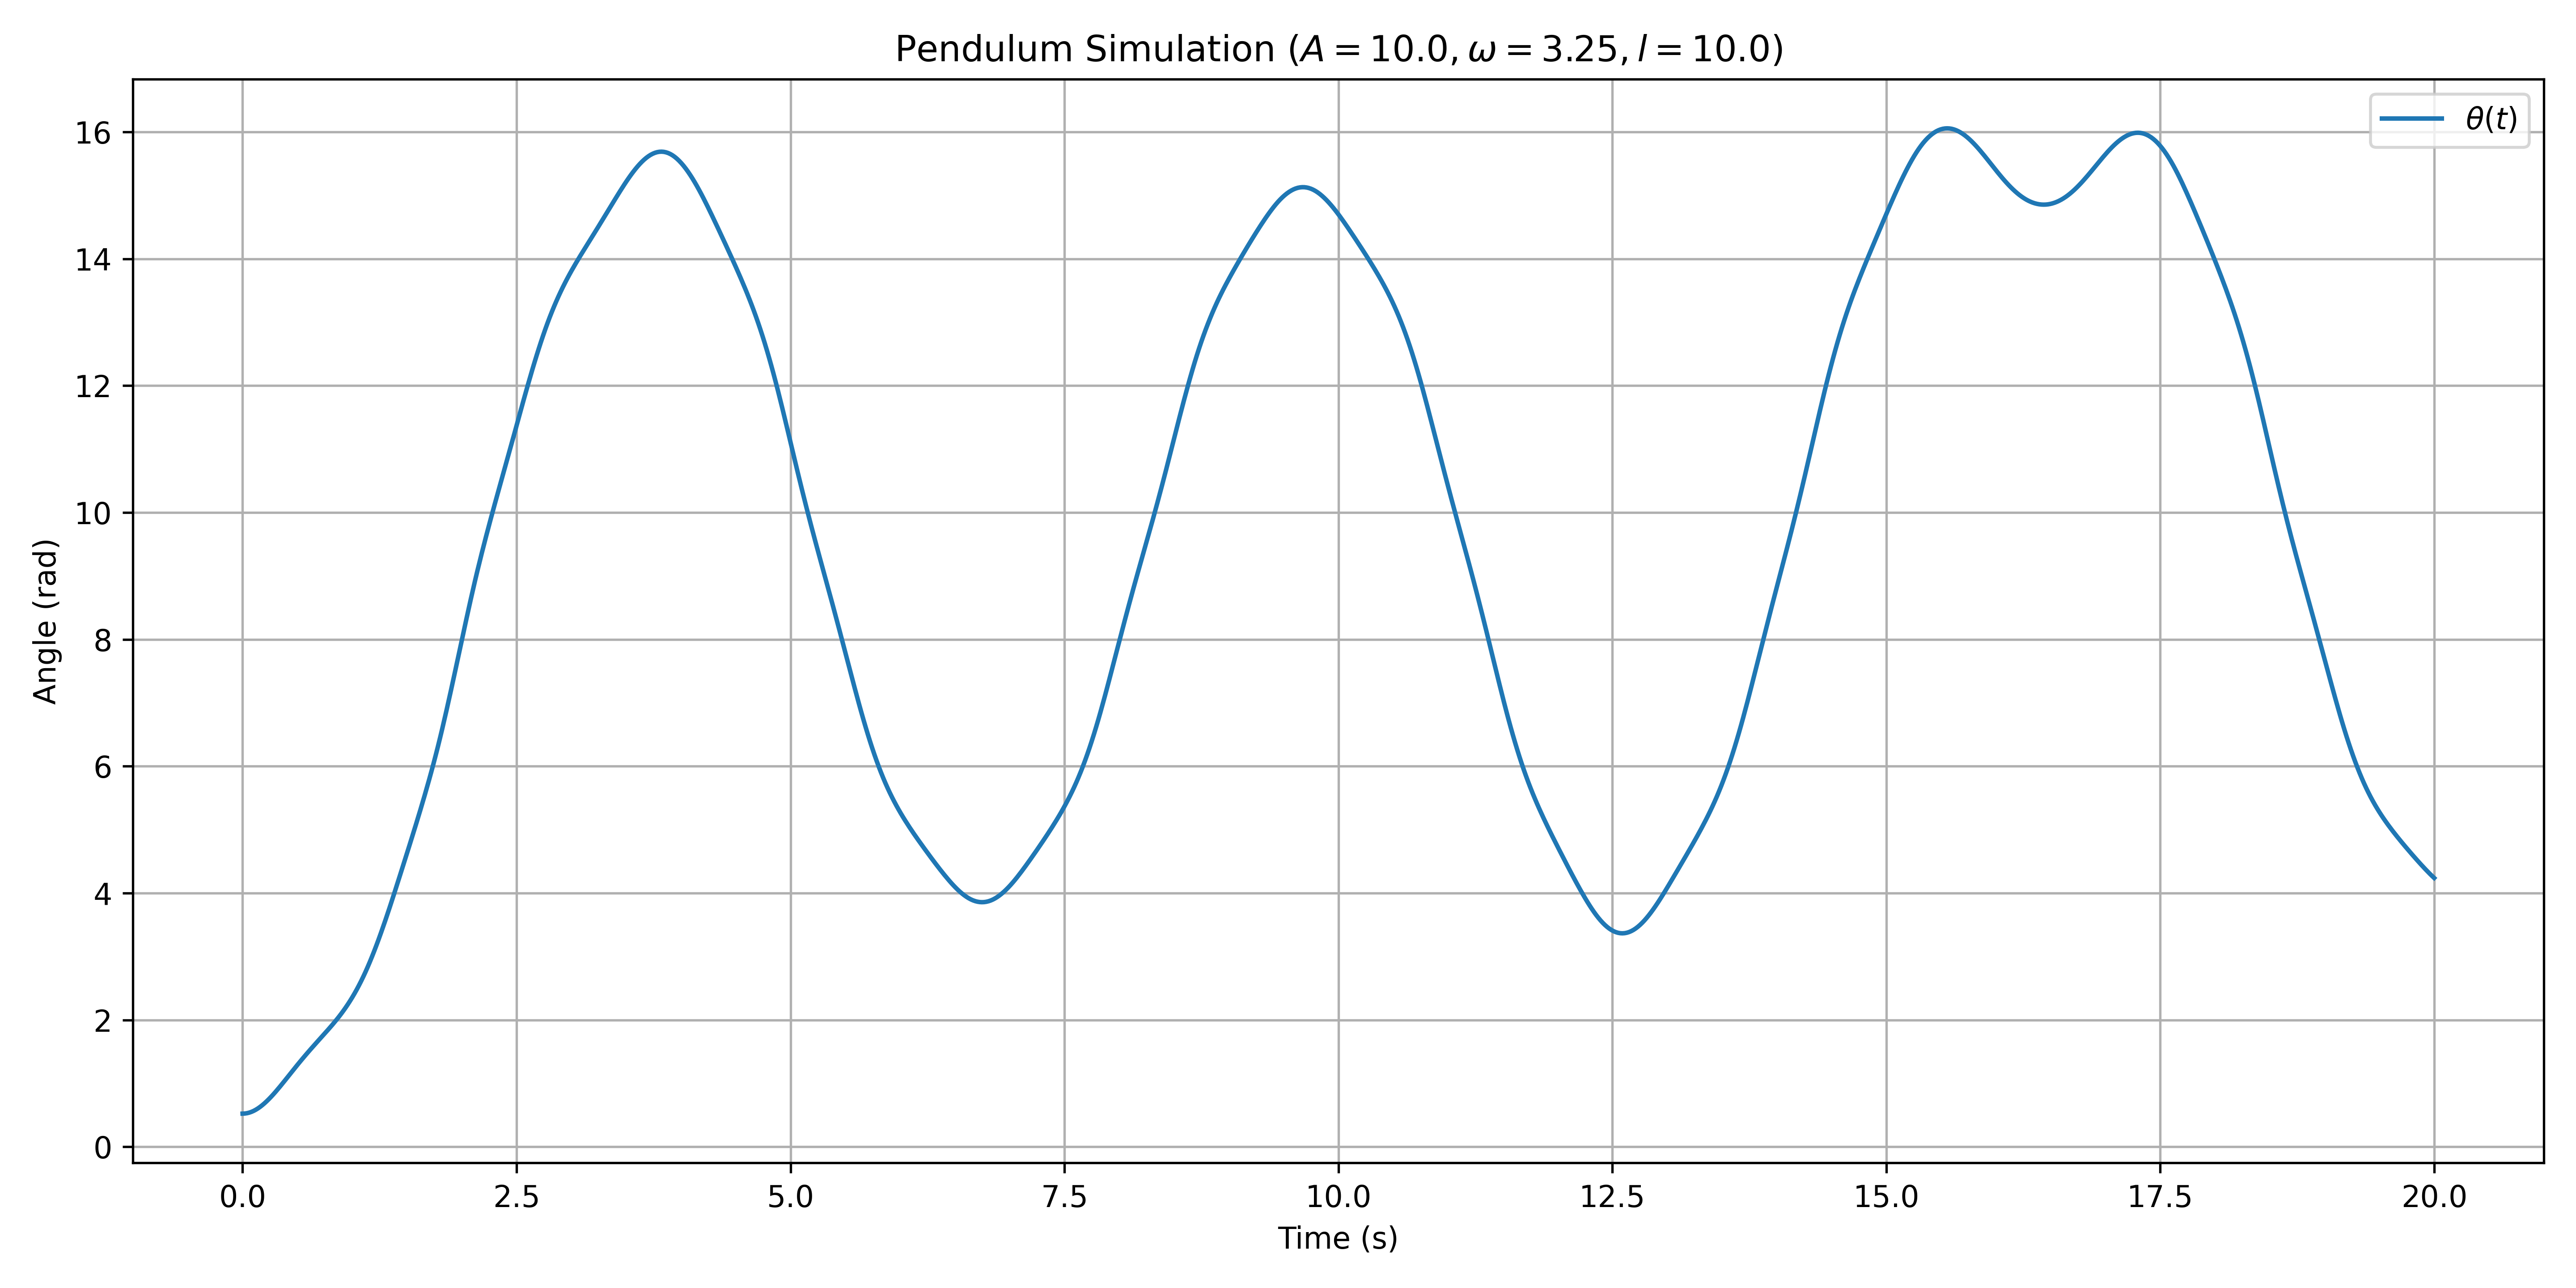 Pendulum Simulation (A = 10.0, ω = 3.25, l = 10.0)
θ(t)
Angle (rad)
16
14
12
10
8
6
4
2
0
0.0 2.5 5.0 7.5 10.0 12.5 15.0 17.5 20.0
Time (s)